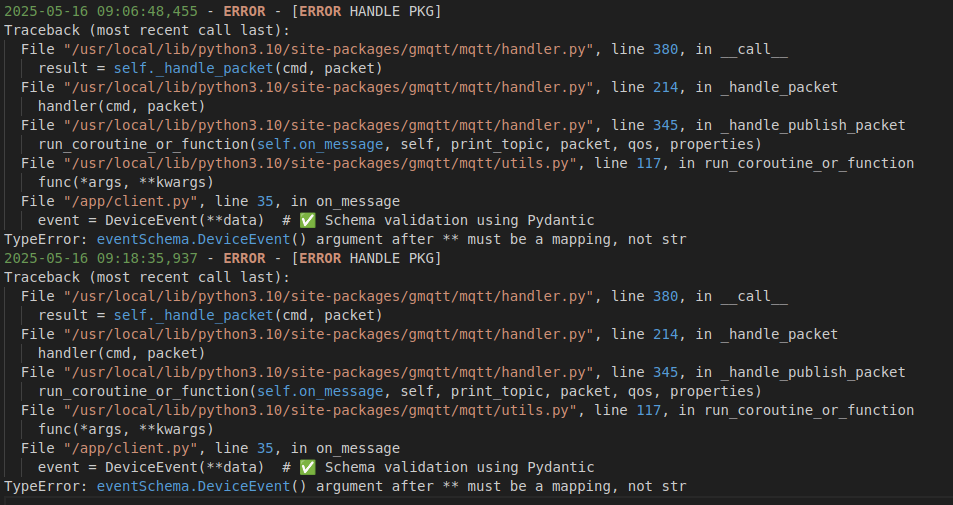 2025-05-16 09:06:48,455 - ERROR - [ERROR HANDLE PKG]
Traceback (most recent call last):
  File "/usr/local/lib/python3.10/site-packages/gmqtt/mqtt/handler.py", line 380, in __call__
    result = self._handle_packet(cmd, packet)
  File "/usr/local/lib/python3.10/site-packages/gmqtt/mqtt/handler.py", line 214, in _handle_packet
    handler(cmd, packet)
  File "/usr/local/lib/python3.10/site-packages/gmqtt/mqtt/handler.py", line 345, in _handle_publish_packet
    run_coroutine_or_function(self.on_message, self, print_topic, packet, qos, properties)
  File "/usr/local/lib/python3.10/site-packages/gmqtt/mqtt/utils.py", line 117, in run_coroutine_or_function
    func(*args, **kwargs)
  File "/app/client.py", line 35, in on_message
    event = DeviceEvent(**data)  # ✅ Schema validation using Pydantic
TypeError: eventSchema.DeviceEvent() argument after ** must be a mapping, not str
2025-05-16 09:18:35,937 - ERROR - [ERROR HANDLE PKG]
Traceback (most recent call last):
  File "/usr/local/lib/python3.10/site-packages/gmqtt/mqtt/handler.py", line 380, in __call__
    result = self._handle_packet(cmd, packet)
  File "/usr/local/lib/python3.10/site-packages/gmqtt/mqtt/handler.py", line 214, in _handle_packet
    handler(cmd, packet)
  File "/usr/local/lib/python3.10/site-packages/gmqtt/mqtt/handler.py", line 345, in _handle_publish_packet
    run_coroutine_or_function(self.on_message, self, print_topic, packet, qos, properties)
  File "/usr/local/lib/python3.10/site-packages/gmqtt/mqtt/utils.py", line 117, in run_coroutine_or_function
    func(*args, **kwargs)
  File "/app/client.py", line 35, in on_message
    event = DeviceEvent(**data)  # ✅ Schema validation using Pydantic
TypeError: eventSchema.DeviceEvent() argument after ** must be a mapping, not str